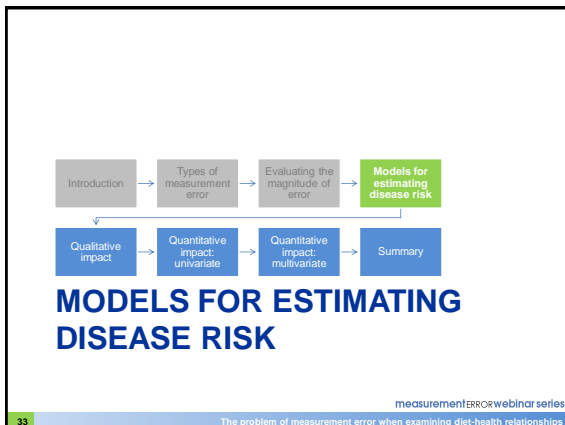 Introduction
Types of
measurement
error
Evaluating the
magnitude of
error
Models for
estimating
disease risk
Qualitative
impact
Quantitative
impact:
univariate
Quantitative
impact:
multivariate
Summary
MODELS FOR ESTIMATING
DISEASE RISK
measurementERRORwebinar series
33 The problem of measurement error when examining diet-health relationships